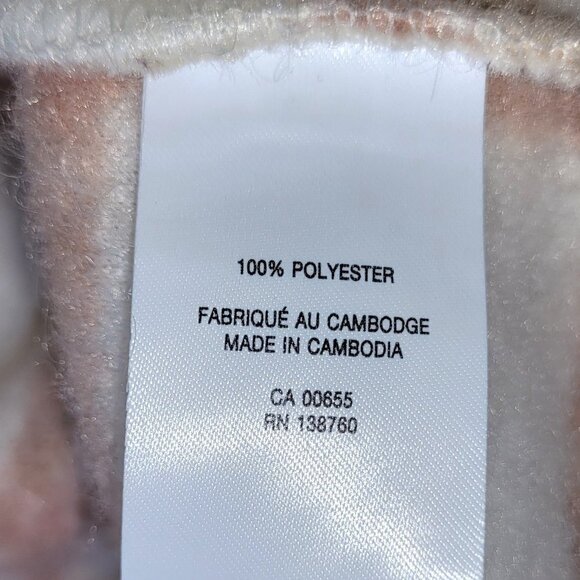 100% POLYESTER
FABRIQUÉ AU CAMBODGE
MADE IN CAMBODIA
CA 00655
RN 138760